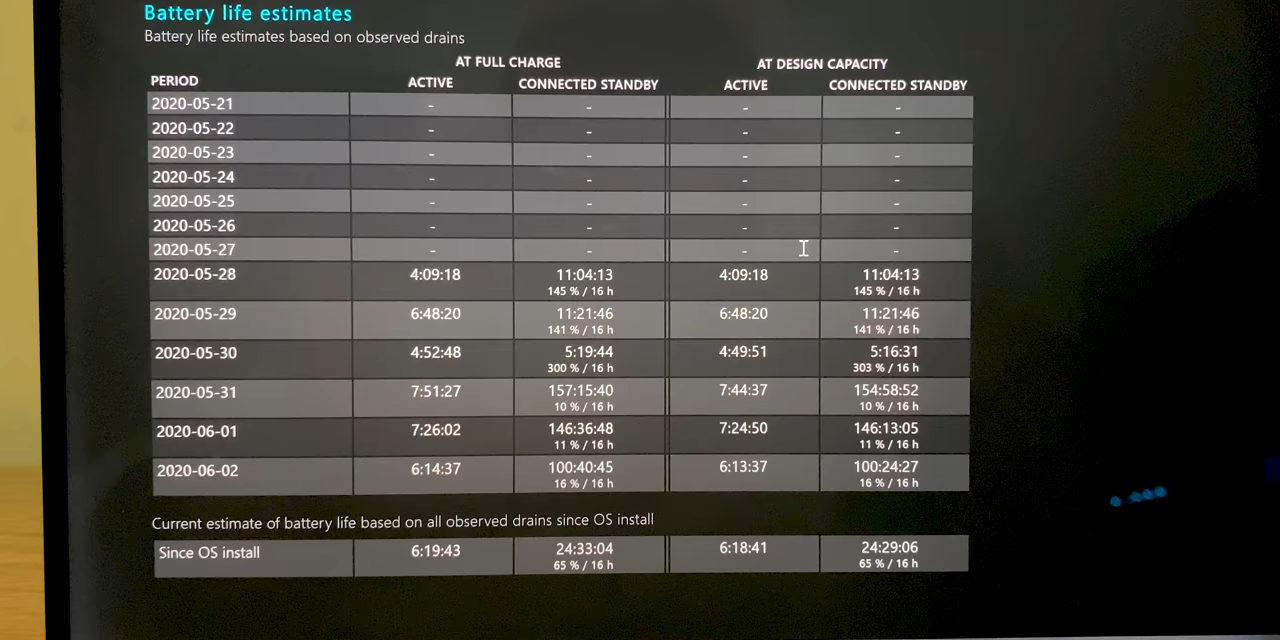 Battery life estimates
Battery life estimates based on observed drains
AT FULL CHARGE AT DESIGN CAPACITY
PERIOD ACTIVE CONNECTED STANDBY ACTIVE CONNECTED STANDBY
2020-05-21 - - - -
2020-05-22 - - - -
2020-05-23 - - - -
2020-05-24 - - - -
2020-05-25 - - - -
2020-05-26 - - - -
2020-05-27 - - - -
2020-05-28 4:09:18 11:04:13 4:09:18 11:04:13
145 % / 16 h 145 % / 16 h
2020-05-29 6:48:20 11:21:46 6:48:20 11:21:46
141 % / 16 h 141 % / 16 h
2020-05-30 4:52:48 5:19:44 4:49:51 5:16:31
300 % / 16 h 303 % / 16 h
2020-05-31 7:51:27 157:15:40 7:44:37 154:58:52
10 % / 16 h 10 % / 16 h
2020-06-01 7:26:02 146:36:48 7:24:50 146:13:05
11 % / 16 h 11 % / 16 h
2020-06-02 6:14:37 100:40:45 6:13:37 100:24:27
16 % / 16 h 16 % / 16 h
Current estimate of battery life based on all observed drains since OS install
Since OS install 6:19:43 24:33:04 6:18:41 24:29:06
65 % / 16 h 65 % / 16 h